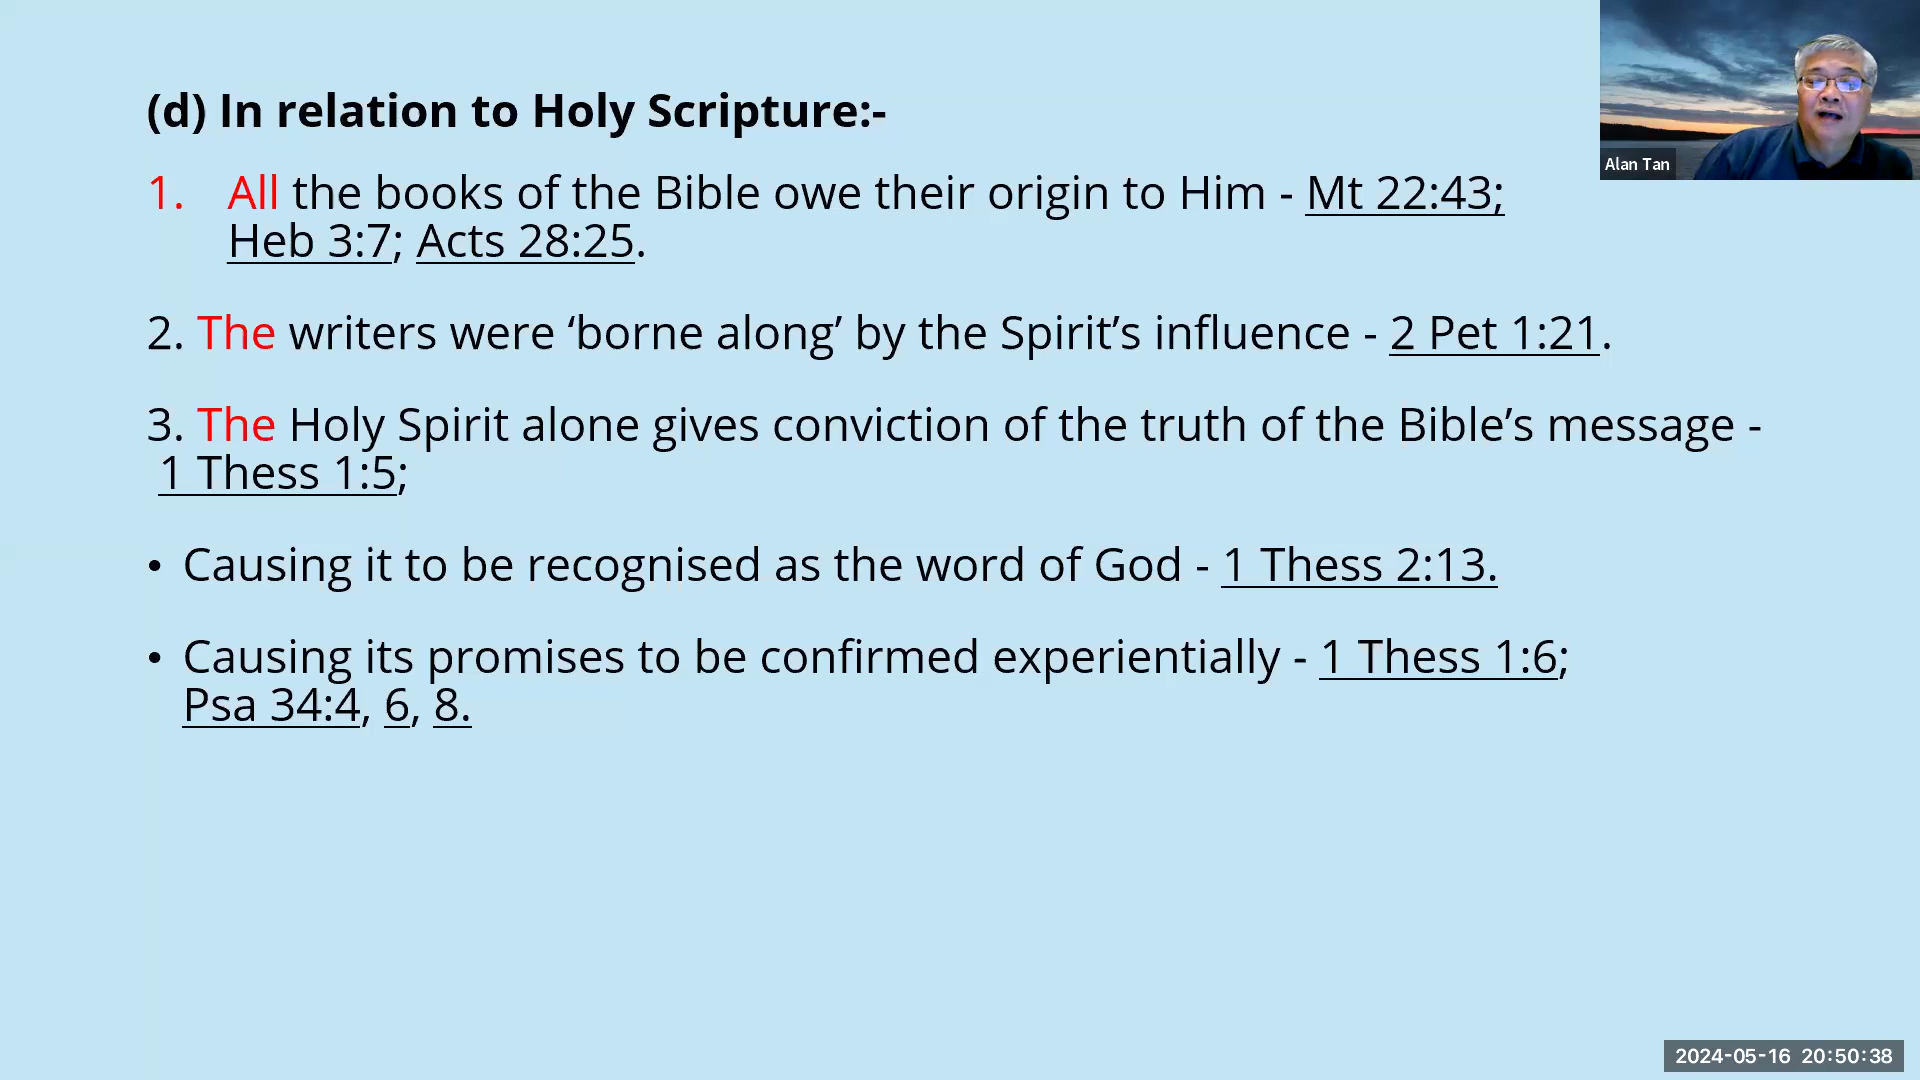 (d) In relation to Holy Scripture:-
1. All the books of the Bible owe their origin to Him - Mt 22:43;
Heb 3:7; Acts 28:25.
2. The writers were ‘borne along’ by the Spirit’s influence - 2 Pet 1:21.
3. The Holy Spirit alone gives conviction of the truth of the Bible’s message -
1 Thess 1:5;
• Causing it to be recognised as the word of God - 1 Thess 2:13.
• Causing its promises to be confirmed experientially - 1 Thess 1:6;
Psa 34:4, 6, 8.
Alan Tan
2024-05-16 20:50:38